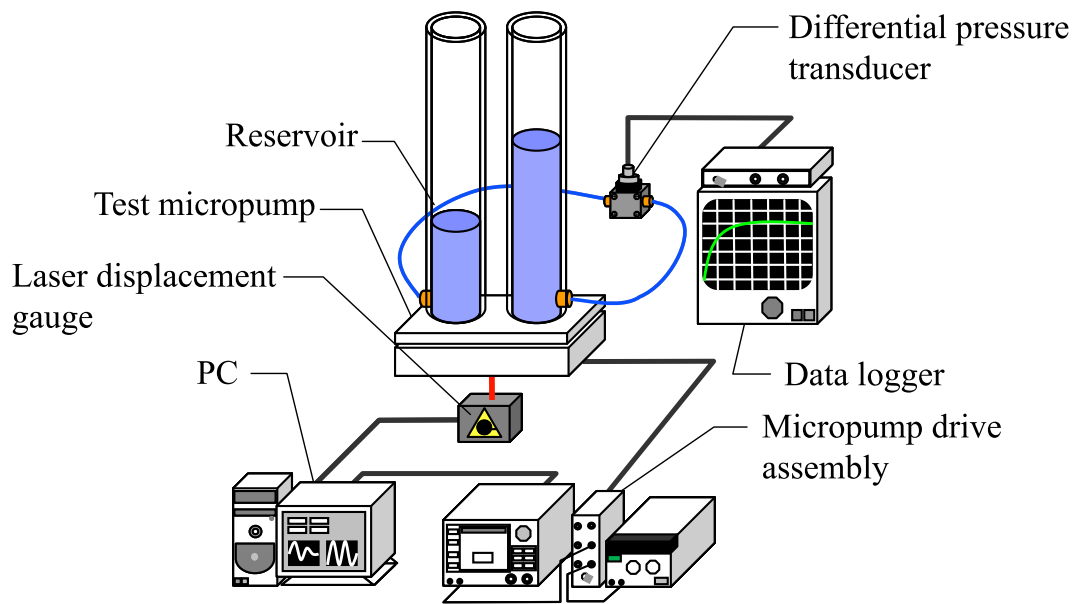 Differential pressure
transducer
Reservoir
Test micropump
Laser displacement
gauge
PC
Data logger
Micropump drive
assembly